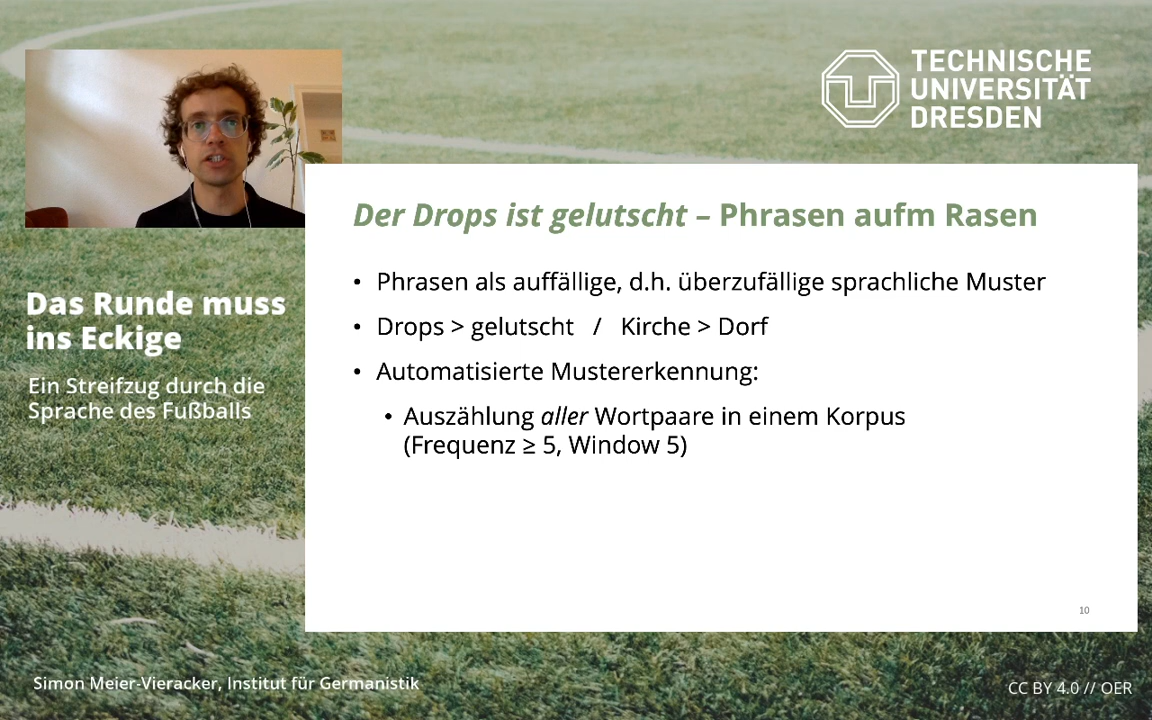 TECHNISCHE
UNIVERSITÄT
DRESDEN
Der Drops ist gelutscht – Phrasen aufm Rasen
• Phrasen als auffällige, d.h. überzufällige sprachliche Muster
• Drops > gelutscht / Kirche > Dorf
• Automatisierte Mustererkennung:
• Auszählung aller Wortpaare in einem Korpus
(Frequenz ≥ 5, Window 5)
10
Das Runde muss
ins Eckige
Ein Streifzug durch die
Sprache des Fußballs
Simon Meier-Vieracker, Institut für Germanistik
CC BY 4.0 // OER